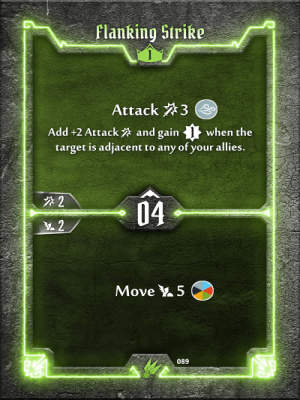 Flanking Strike
1
Attack 3
Add +2 Attack and gain 1 when the
target is adjacent to any of your allies.
2
04
2
Move 5
089